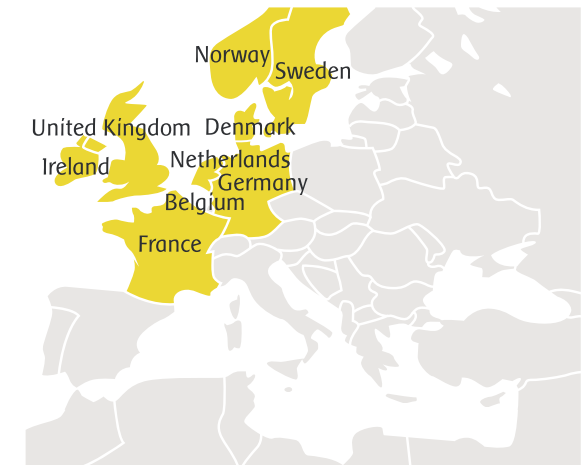 Norway
Sweden
United Kingdom
Denmark
Ireland
Netherlands
Germany
Belgium
France